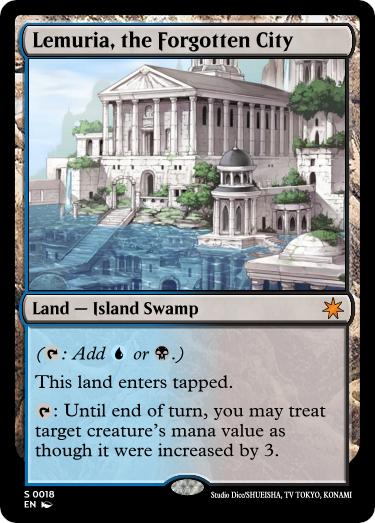 Lemuria, the Forgotten City
Land — Island Swamp
(: Add or .)
This land enters tapped.
: Until end of turn, you may treat
target creature's mana value as
though it were increased by 3.
S 0018
EN
Studio Dice/SHUEISHA, TV TOKYO, KONAMI